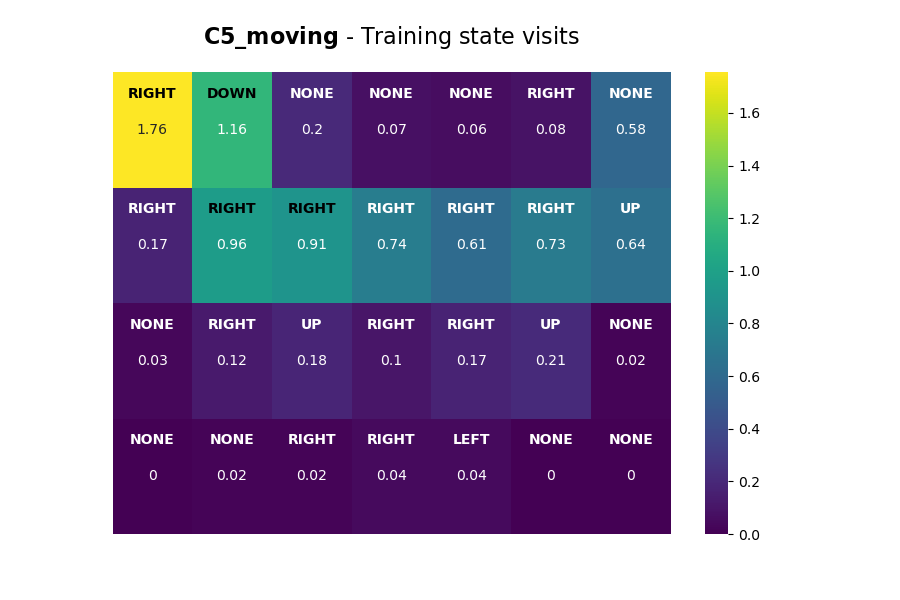 C5_moving - Training state visits
RIGHT DOWN NONE NONE NONE RIGHT NONE
1.76 1.16 0.2 0.07 0.06 0.08 0.58
RIGHT RIGHT RIGHT RIGHT RIGHT RIGHT UP
0.17 0.96 0.91 0.74 0.61 0.73 0.64
NONE RIGHT UP RIGHT RIGHT UP NONE
0.03 0.12 0.18 0.1 0.17 0.21 0.02
NONE NONE RIGHT RIGHT LEFT NONE NONE
0 0.02 0.02 0.04 0.04 0 0
1.6
1.4
1.2
1.0
0.8
0.6
0.4
0.2
0.0